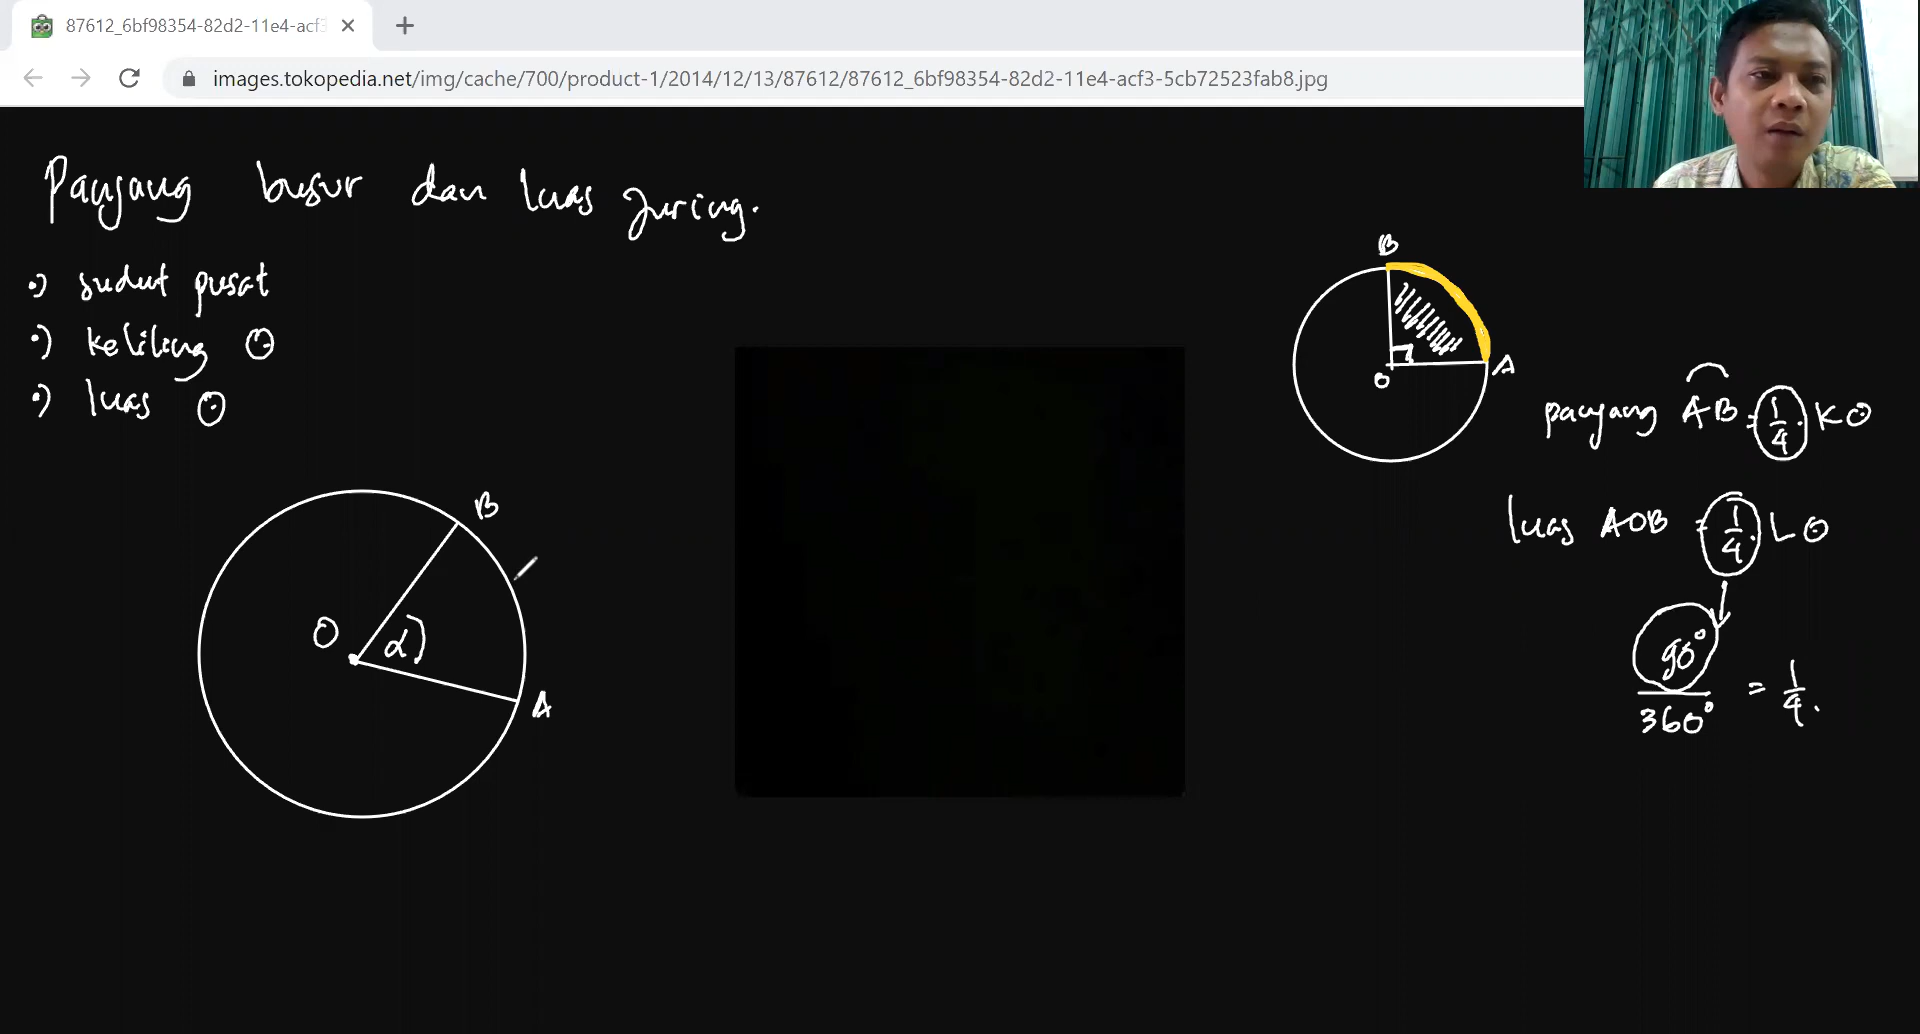 87612_6bf98354-82d2-11e4-acf3
images.tokopedia.net/img/cache/700/product-1/2014/12/13/87612/87612_6bf98354-82d2-11e4-acf3-5cb72523fab8.jpg
Panjang busur dan luas juring.
•) sudut pusat
•) keliling ⊙
•) luas ⊙
B
O α
A
B
O A
panjang AB = 1/4 . K⊙
luas AOB = 1/4 . L⊙
90°/360° = 1/4.